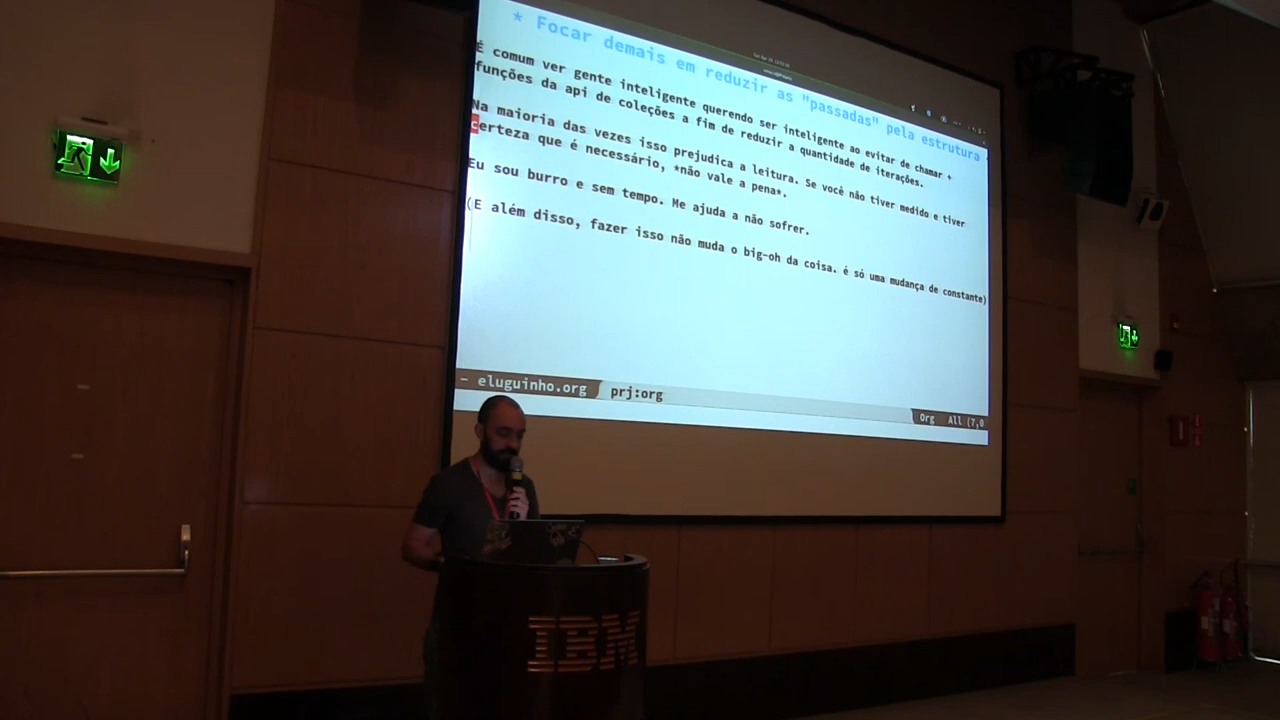 * Focar demais em reduzir as "passadas" pela estrutura
É comum ver gente inteligente querendo ser inteligente ao evitar de chamar +
funções da api de coleções a fim de reduzir a quantidade de iterações.
Na maioria das vezes isso prejudica a leitura. Se você não tiver medido e tiver
certeza que é necessário, *não vale a pena*.
Eu sou burro e sem tempo. Me ajuda a não sofrer.
(E além disso, fazer isso não muda o big-oh da coisa. é só uma mudança de constante)
- eluguinho.org prj:org Org All (7,0
IBM